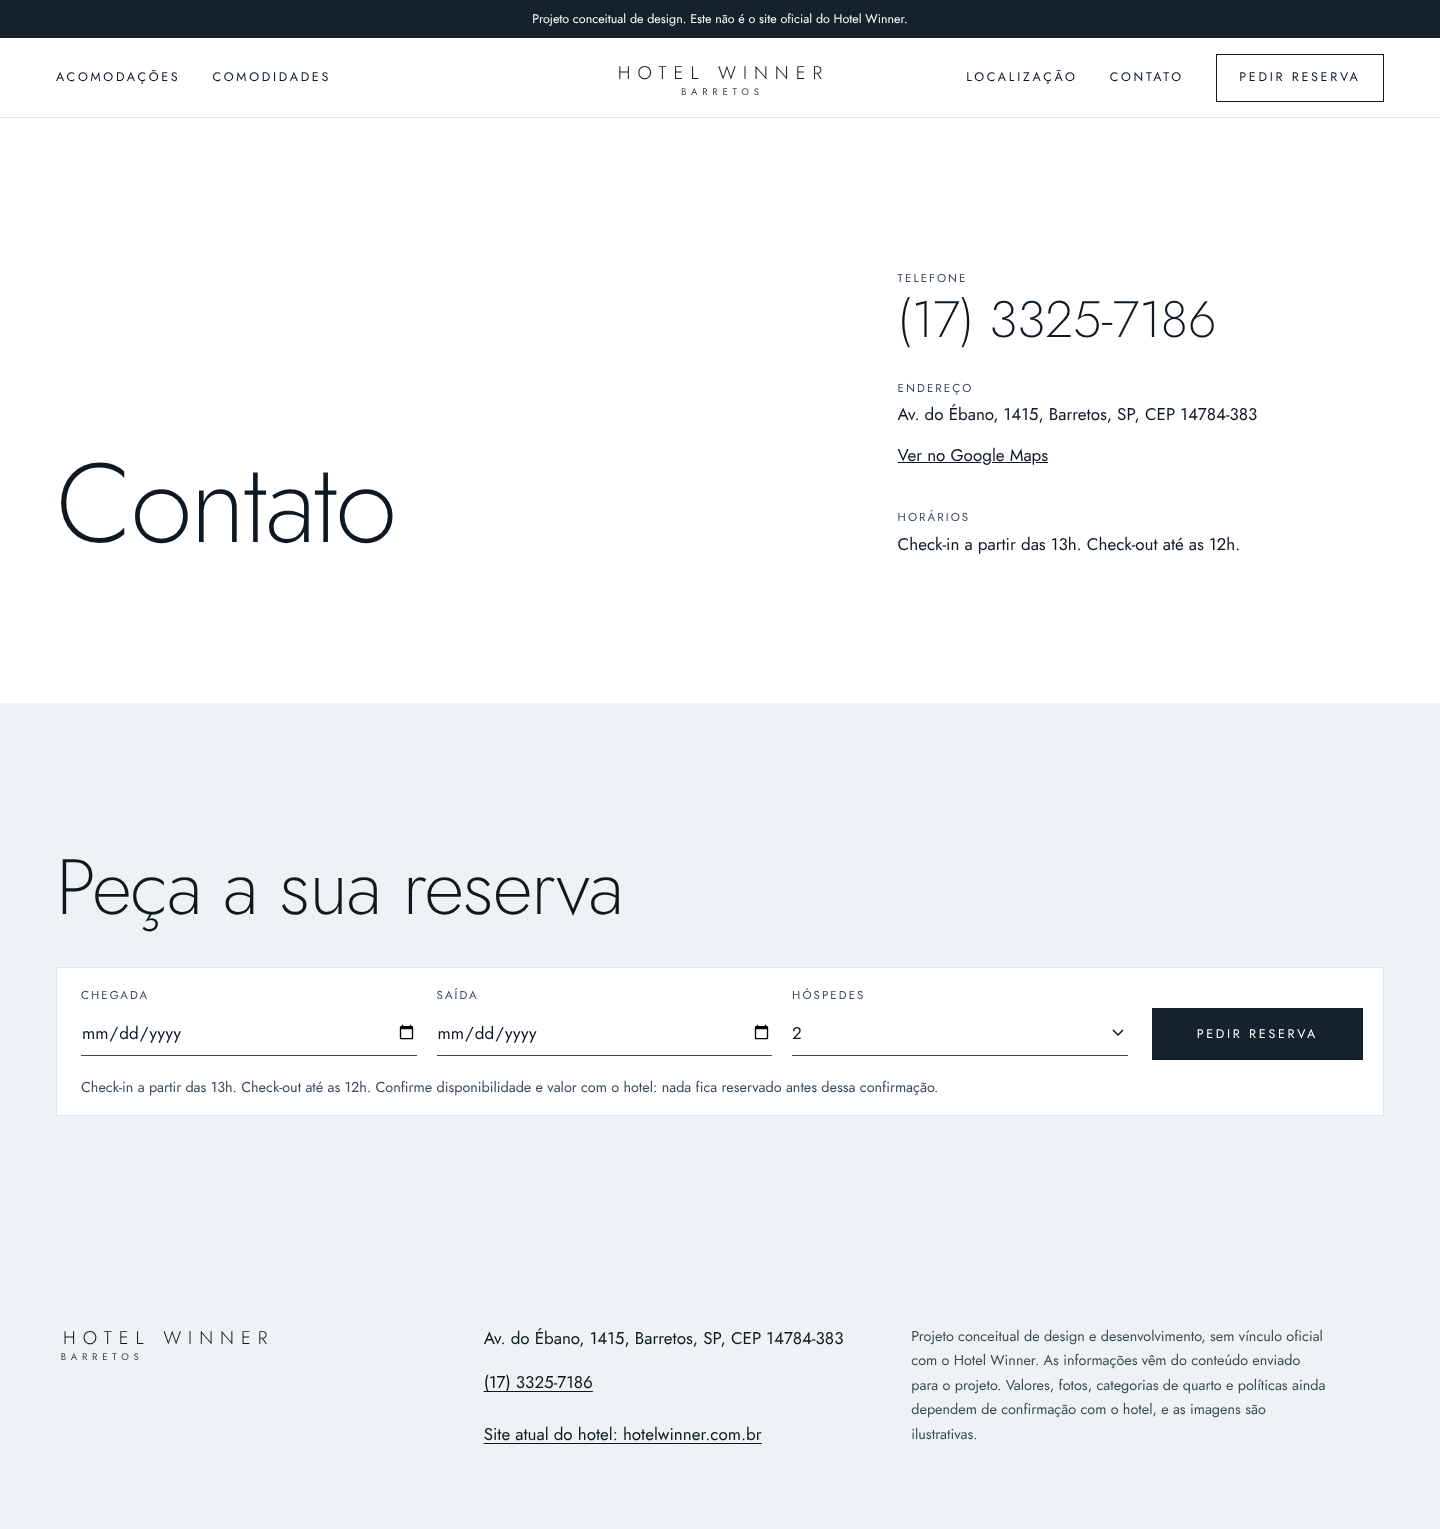 Projeto conceitual de design. Este não é o site oficial do Hotel Winner.
ACOMODAÇÕES
COMODIDADES
HOTEL WINNER
BARRETOS
LOCALIZAÇÃO
CONTATO
PEDIR RESERVA
Contato
TELEFONE
(17) 3325-7186
ENDEREÇO
Av. do Ébano, 1415, Barretos, SP, CEP 14784-383
Ver no Google Maps
HORÁRIOS
Check-in a partir das 13h. Check-out até as 12h.
Peça a sua reserva
CHEGADA
mm/dd/yyyy
SAÍDA
mm/dd/yyyy
HÓSPEDES
2
PEDIR RESERVA
Check-in a partir das 13h. Check-out até as 12h. Confirme disponibilidade e valor com o hotel: nada fica reservado antes dessa confirmação.
HOTEL WINNER
BARRETOS
Av. do Ébano, 1415, Barretos, SP, CEP 14784-383
(17) 3325-7186
Site atual do hotel: hotelwinner.com.br
Projeto conceitual de design e desenvolvimento, sem vínculo oficial
com o Hotel Winner. As informações vêm do conteúdo enviado
para o projeto. Valores, fotos, categorias de quarto e políticas ainda
dependem de confirmação com o hotel, e as imagens são
ilustrativas.